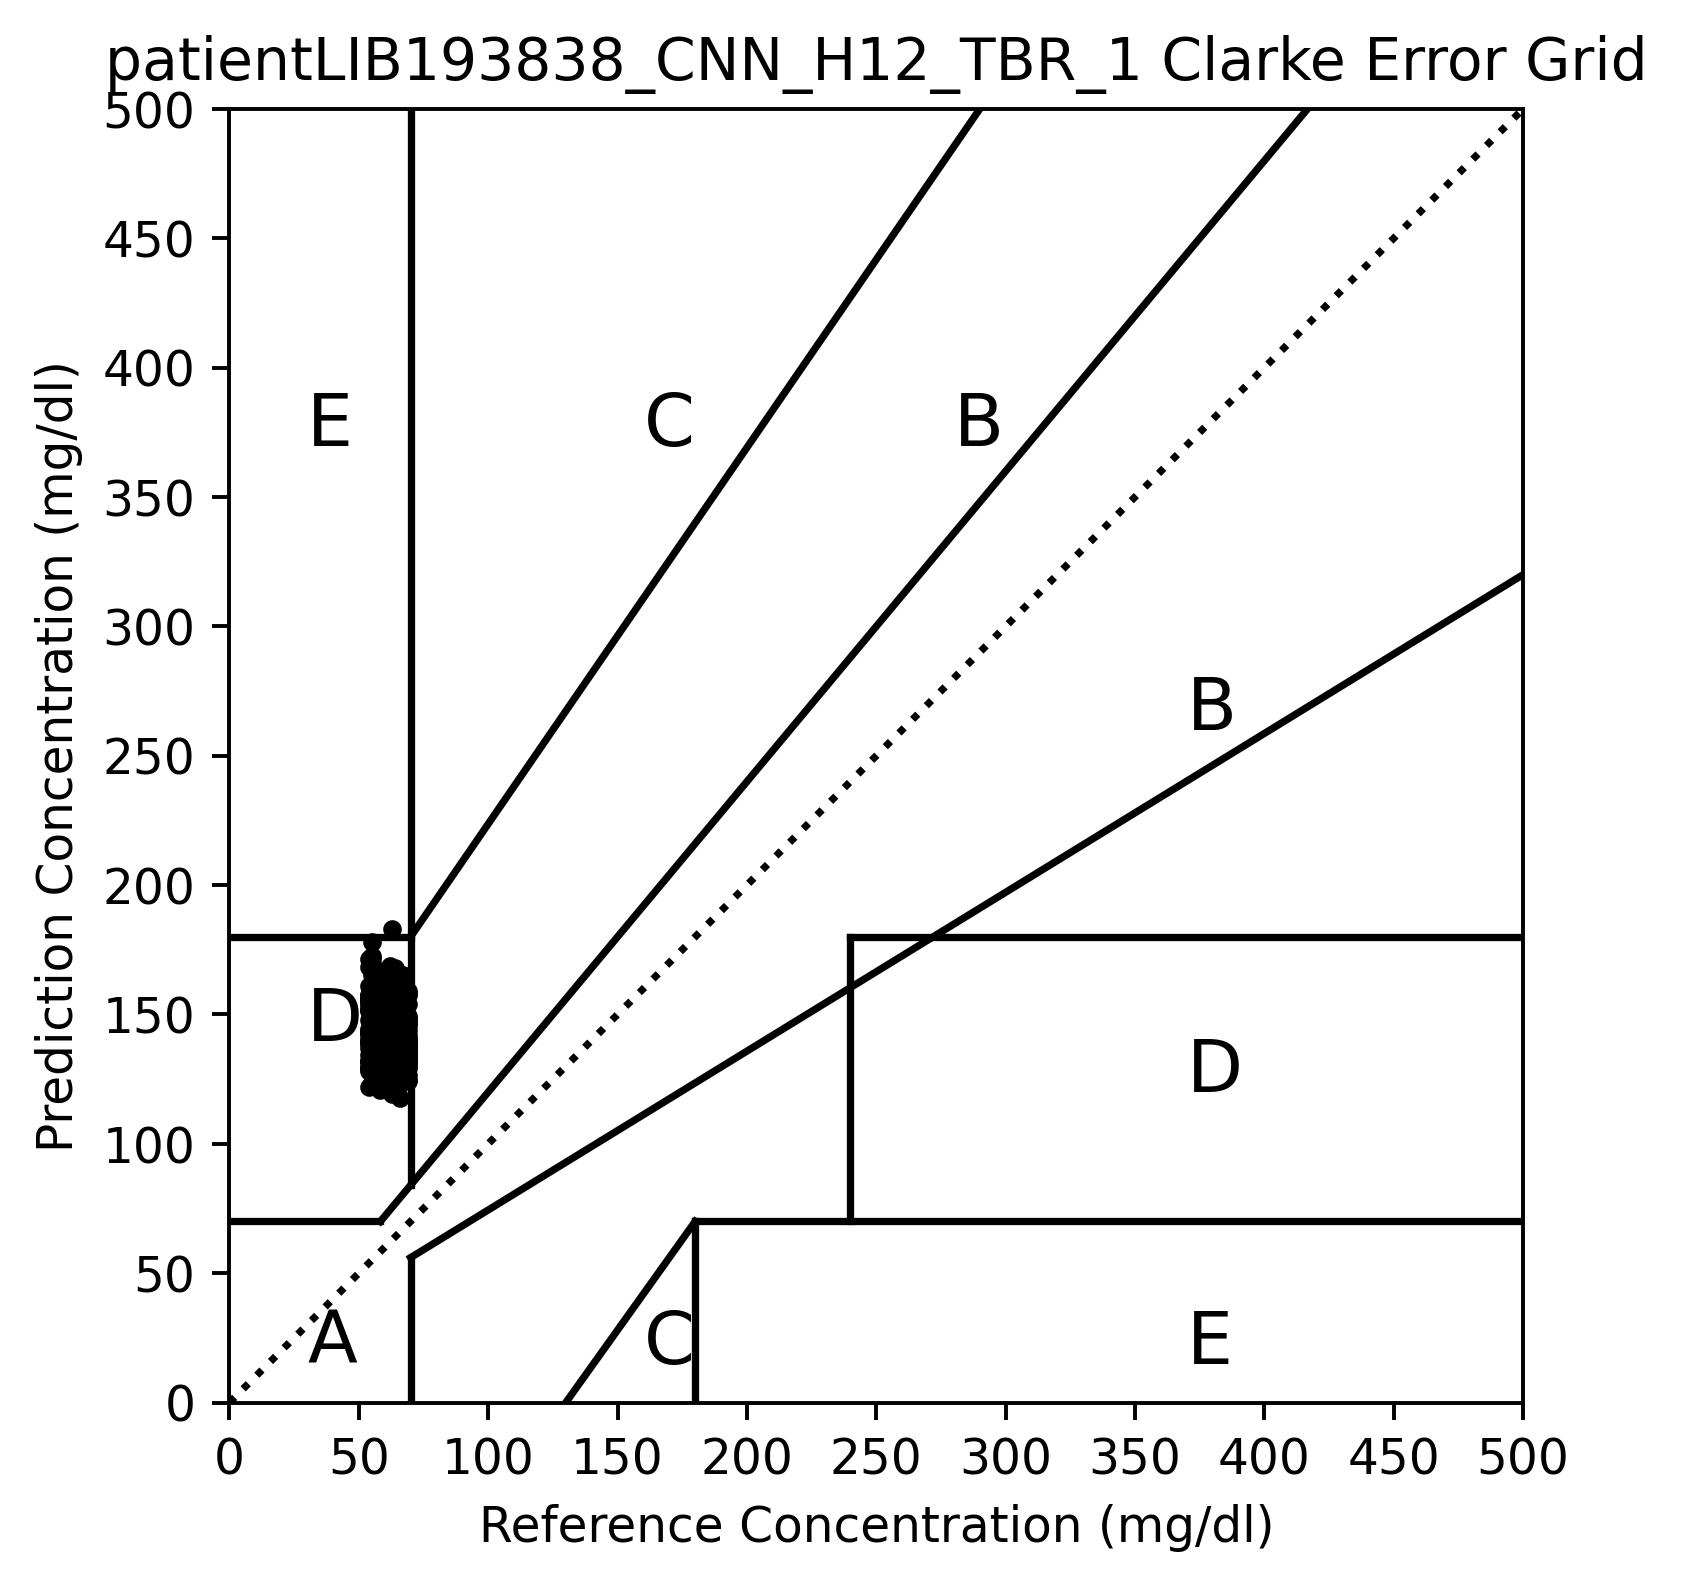 patientLIB193838_CNN_H12_TBR_1 Clarke Error Grid
500
450
400
350
300
250
200
150
100
50
0
Prediction Concentration (mg/dl)
E
C
B
B
D
D
A
C
E
0 50 100 150 200 250 300 350 400 450 500
Reference Concentration (mg/dl)